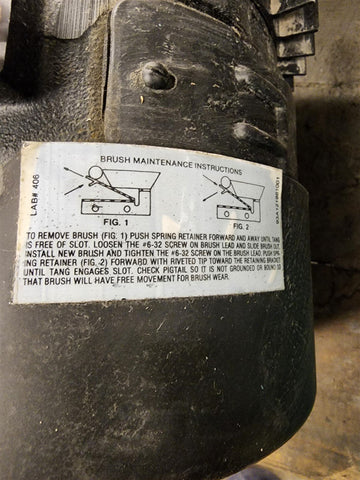 BRUSH MAINTENANCE INSTRUCTIONS
LAB# 406
FIG. 1
FIG. 2
TO REMOVE BRUSH (FIG. 1) PUSH SPRING RETAINER FORWARD AND AWAY UNTIL TANG
IS FREE OF SLOT. LOOSEN THE #6-32 SCREW ON BRUSH LEAD AND SLIDE BRUSH OUT.
INSTALL NEW BRUSH AND TIGHTEN THE #6-32 SCREW ON THE BRUSH LEAD, PUSH SPR-
ING RETAINER (FIG.-2) FORWARD WITH RIVETED TIP TOWARD THE RETAINING BRACKET
UNTIL TANG ENGAGES SLOT. CHECK PIGTAIL, SO IT IS NOT GROUNDED OR BOUND SO
THAT BRUSH WILL HAVE FREE MOVEMENT FOR BRUSH WEAR.